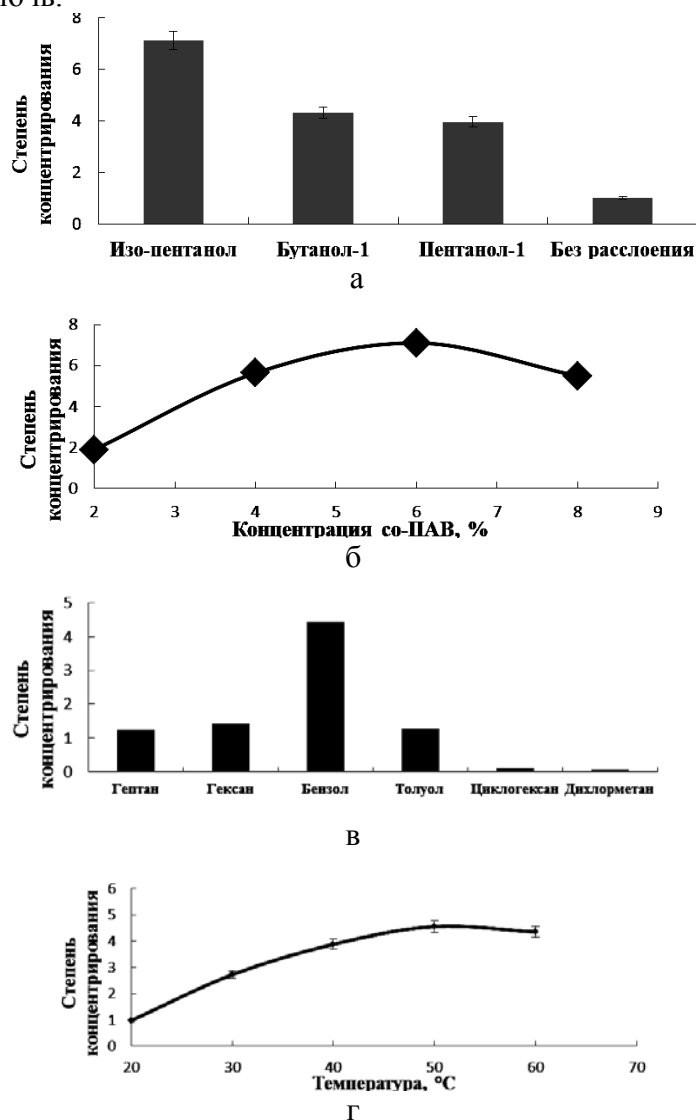 8
6
4
2
0
Степень
концентрирования
Изо-пентанол Бутанол-1 Пентанол-1 Без расслоения
а
8
6
4
2
0
Степень
концентрирования
2 3 4 5 6 7 8 9
Концентрация со-ПАВ, %
б
5
4
3
2
1
0
Степень
концентрирования
Гептан Гексан Бензол Толуол Циклогексан Дихлорметан
в
6
5
4
3
2
1
0
Степень
концентрирования
20 30 40 50 60 70
Температура, °С
г